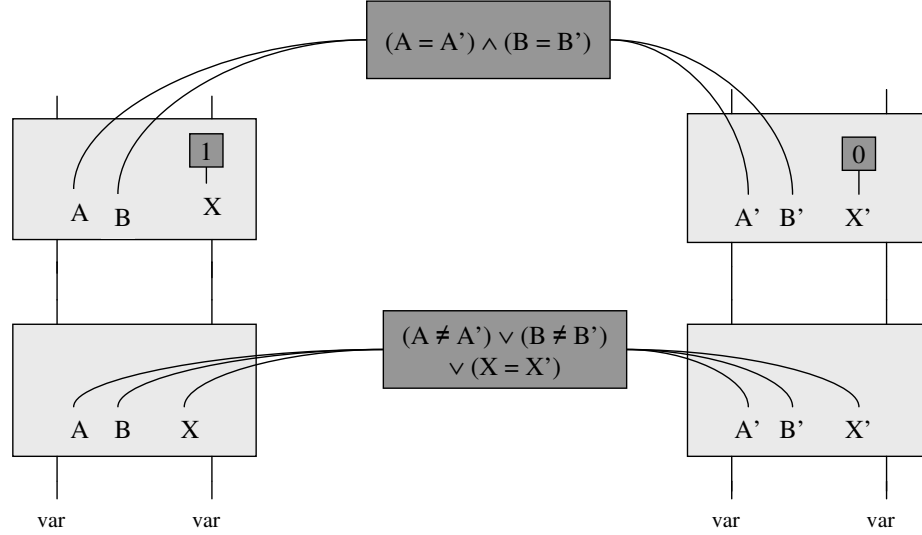 (A = A’) ∧ (B = B’)
1
0
A B X
A’ B’ X’
(A ≠ A’) ∨ (B ≠ B’)
∨ (X = X’)
A B X
A’ B’ X’
var var var var